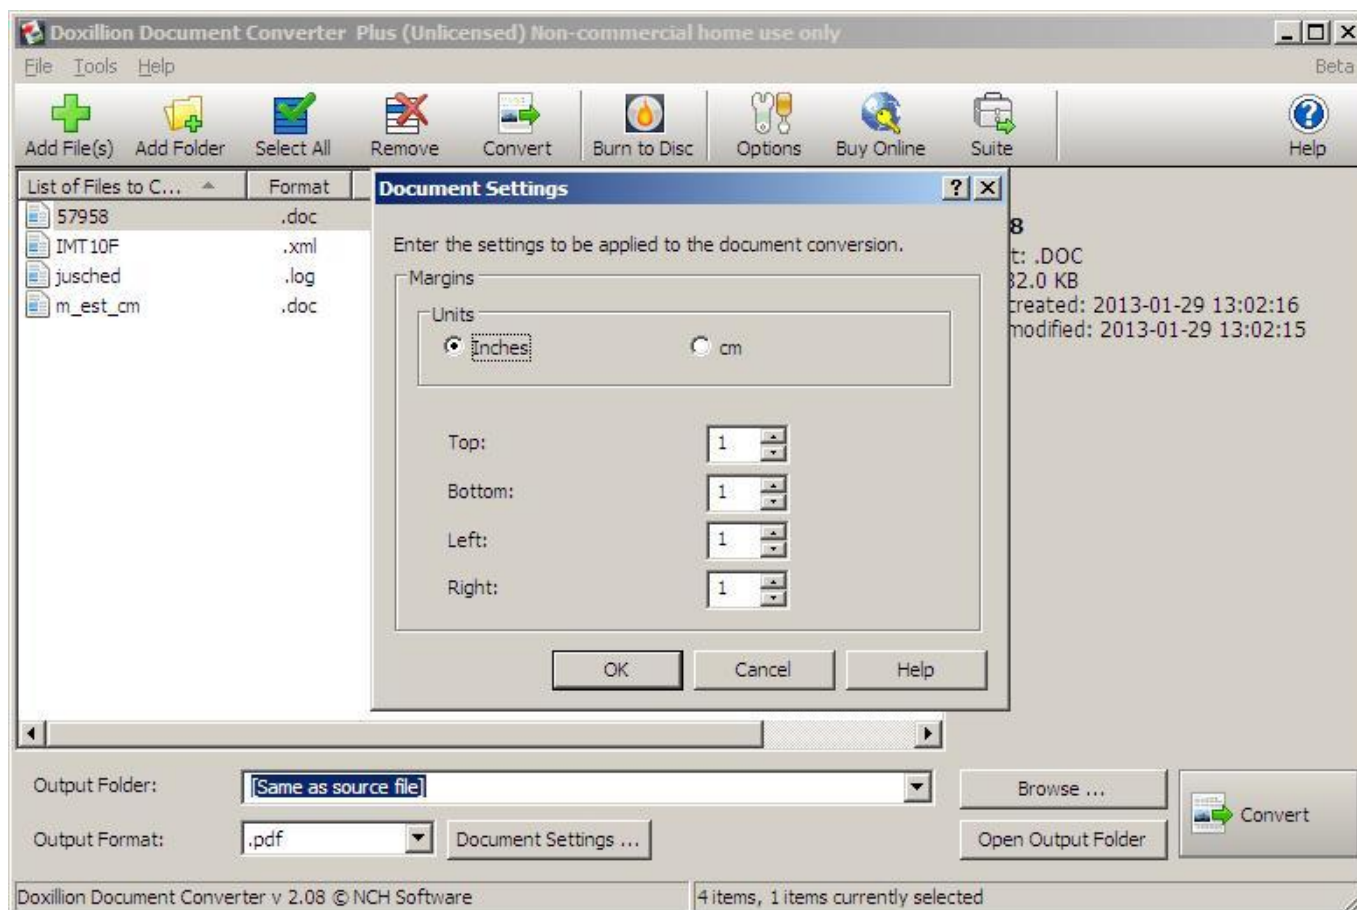 Doxillion Document Converter Plus (Unlicensed) Non-commercial home use only
File Tools Help Beta
Add File(s) Add Folder Select All Remove Convert Burn to Disc Options Buy Online Suite Help
List of Files to C... Format
57958 .doc
IMT10F .xml
jusched .log
m_est_cm .doc
Document Settings
Enter the settings to be applied to the document conversion.
Margins
Units
Inches cm
Top: 1
Bottom: 1
Left: 1
Right: 1
OK Cancel Help
8
t: .DOC
32.0 KB
created: 2013-01-29 13:02:16
modified: 2013-01-29 13:02:15
Output Folder: [Same as source file] Browse ...
Output Format: .pdf Document Settings ... Open Output Folder
Convert
Doxillion Document Converter v 2.08 © NCH Software 4 items, 1 items currently selected